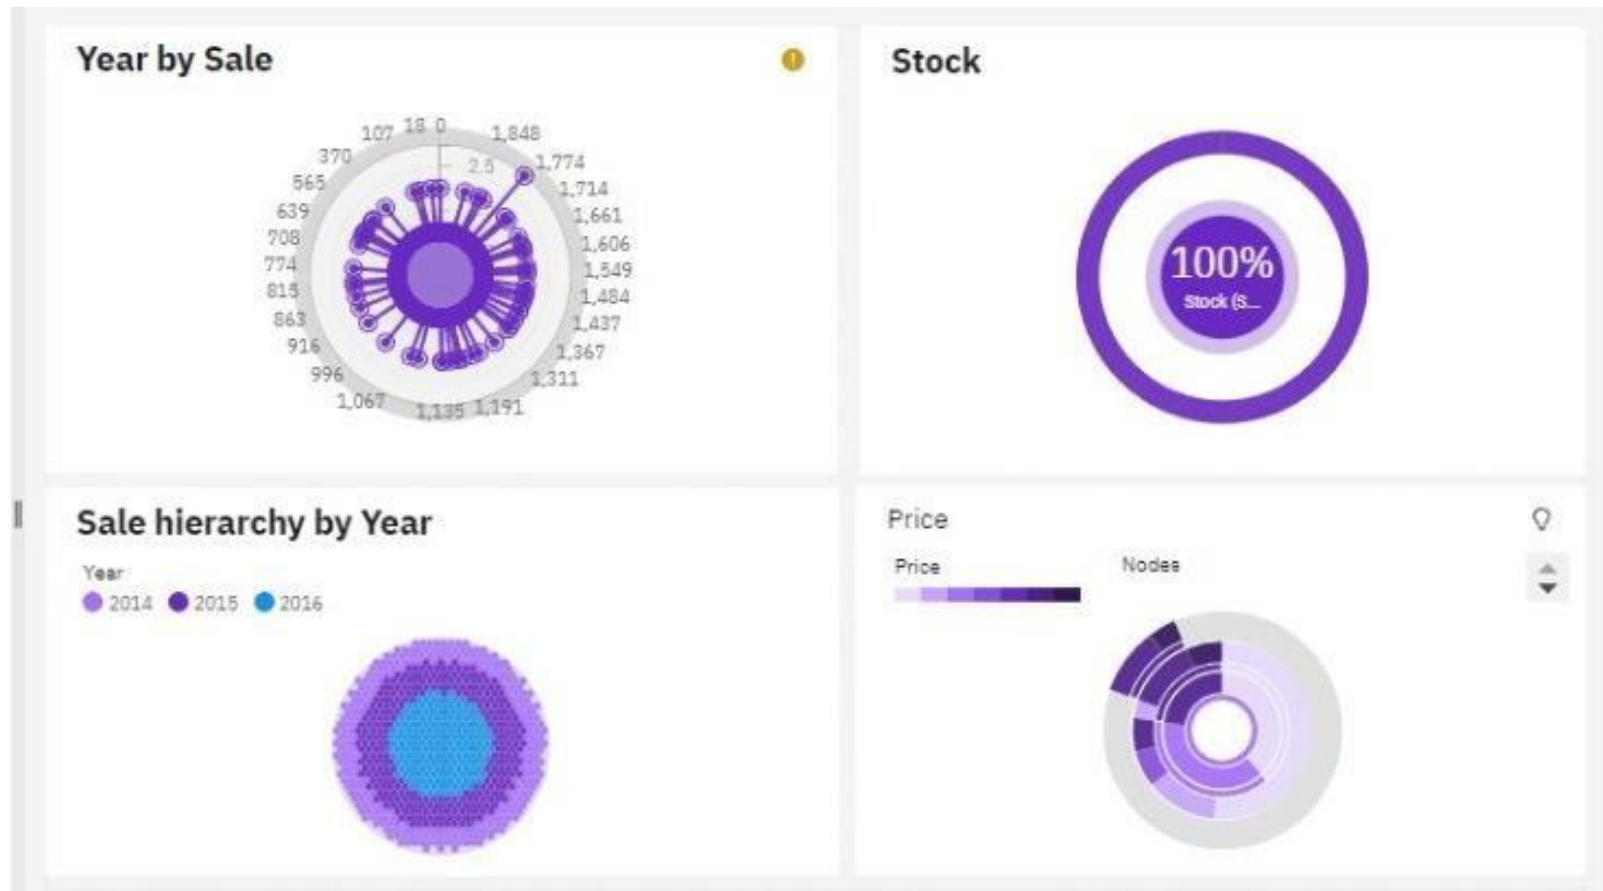 Year by Sale
18 0
107
1,848
370
2.5
1,774
565
1,714
639
1,661
708
1,606
774
1,549
815
1,484
863
1,437
916
1,367
996
1,311
1,067
1,135 1,191
Stock
100%
Stock (S...
Sale hierarchy by Year
Year
2014 2015 2016
Price
Price
Nodes